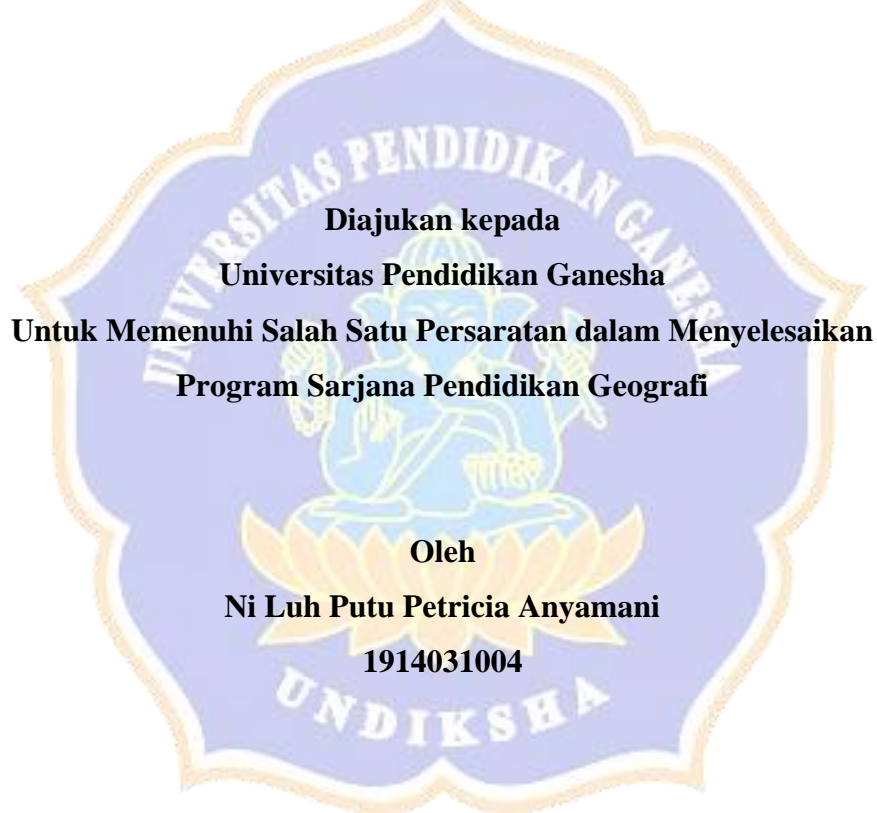 UNIVERSITAS PENDIDIKAN GANESHA
Diajukan kepada
Universitas Pendidikan Ganesha
Untuk Memenuhi Salah Satu Persaratan dalam Menyelesaikan
Program Sarjana Pendidikan Geografi
Oleh
Ni Luh Putu Petricia Anyamani
1914031004
UNDIKSHA